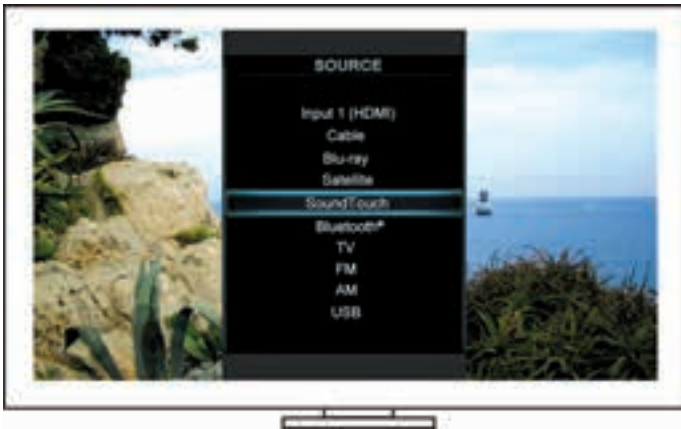 SOURCE
Input 1 (HDMI)
Cable
Blu-ray
Satellite
SoundTouch
Bluetooth®
TV
FM
AM
USB